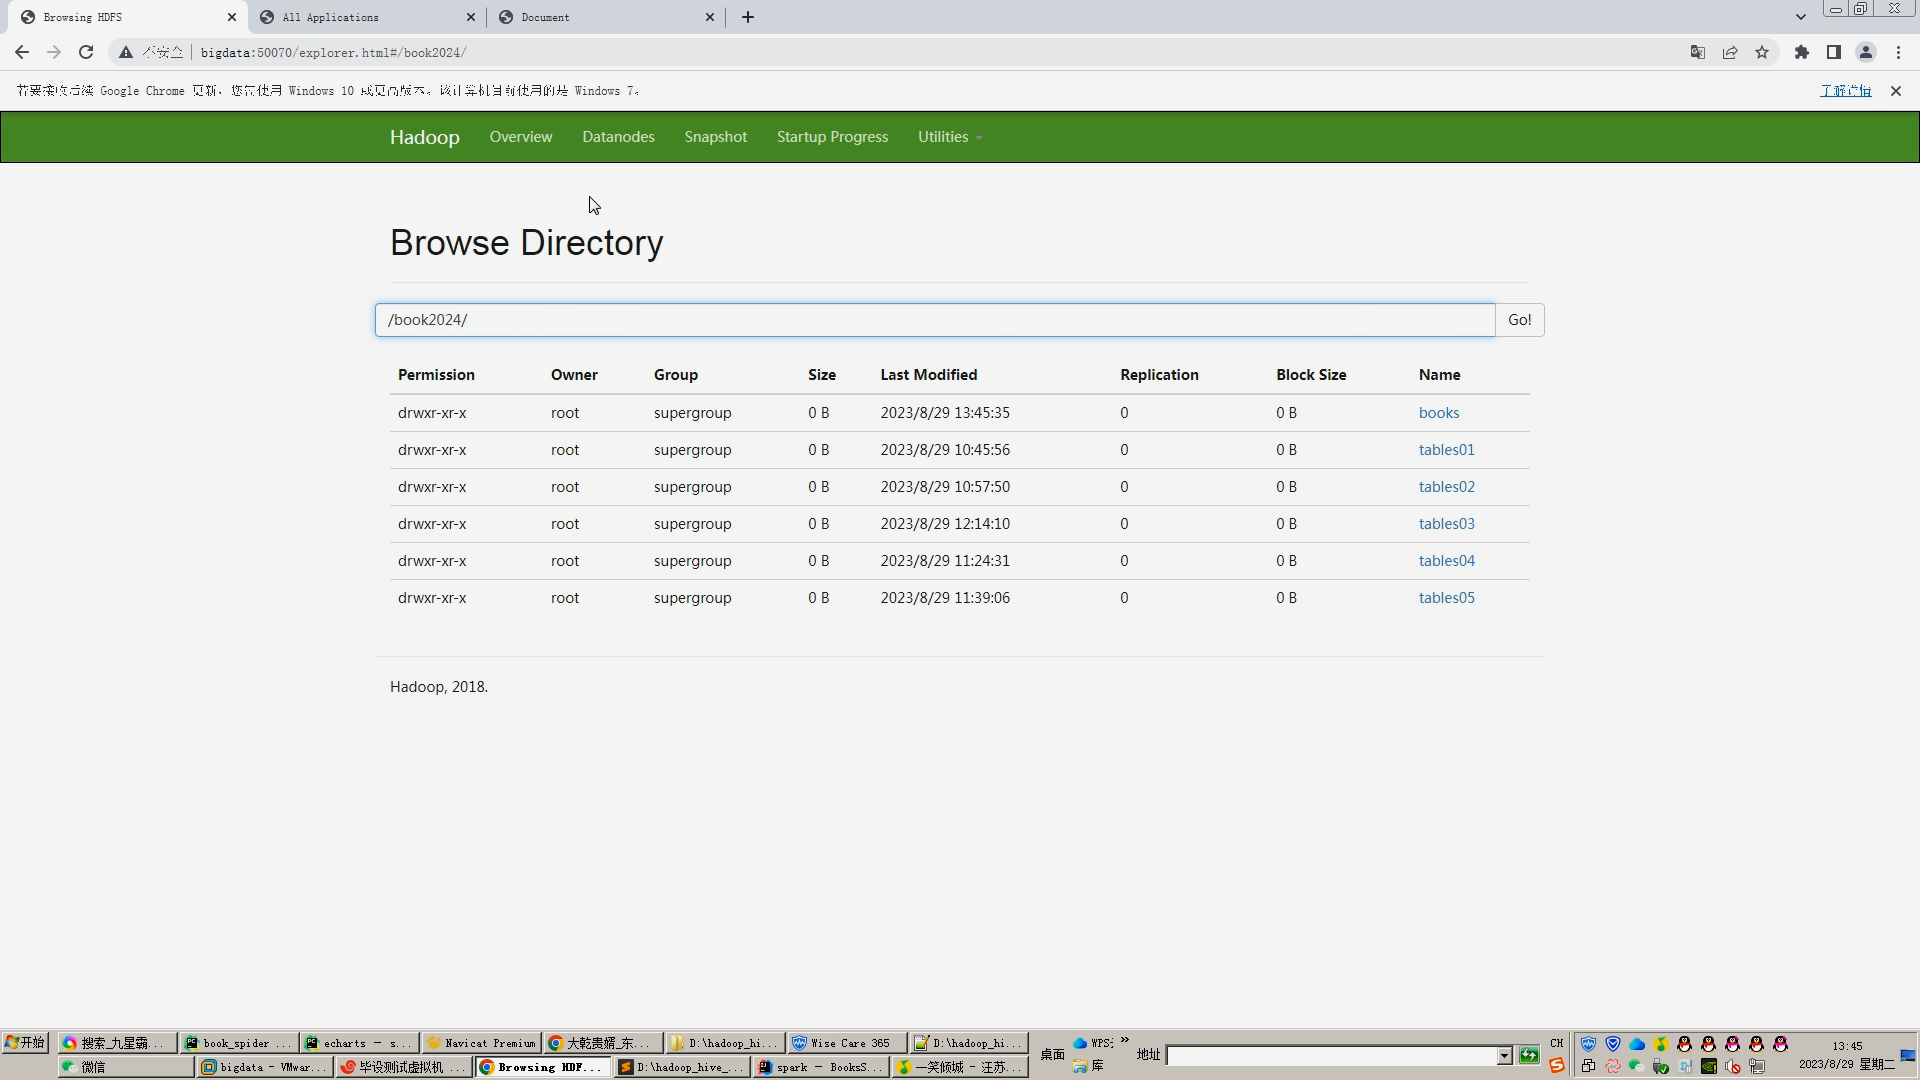 Browsing HDFS
All Applications
Document
不安全
bigdata:50070/explorer.html#/book2024/
若要接收后续 Google Chrome 更新，您需使用 Windows 10 或更高版本。该计算机目前使用的是 Windows 7。
了解详情
Hadoop
Overview
Datanodes
Snapshot
Startup Progress
Utilities
Browse Directory
/book2024/
Go!
Permission Owner Group Size Last Modified Replication Block Size Name
drwxr-xr-x root supergroup 0 B 2023/8/29 13:45:35 0 0 B books
drwxr-xr-x root supergroup 0 B 2023/8/29 10:45:56 0 0 B tables01
drwxr-xr-x root supergroup 0 B 2023/8/29 10:57:50 0 0 B tables02
drwxr-xr-x root supergroup 0 B 2023/8/29 12:14:10 0 0 B tables03
drwxr-xr-x root supergroup 0 B 2023/8/29 11:24:31 0 0 B tables04
drwxr-xr-x root supergroup 0 B 2023/8/29 11:39:06 0 0 B tables05
Hadoop, 2018.
开始
搜索_九星霸...
book_spider ...
echarts – s...
Navicat Premium
大乾贵婿_东...
D:\hadoop_hi...
Wise Care 365
D:\hadoop_hi...
微信
bigdata - VMwar...
毕设测试虚拟机 ...
Browsing HDF...
D:\hadoop_hive_...
spark – BooksS...
一笑倾城 - 汪苏...
桌面
WPS
库
地址
CH
13:45
2023/8/29 星期二